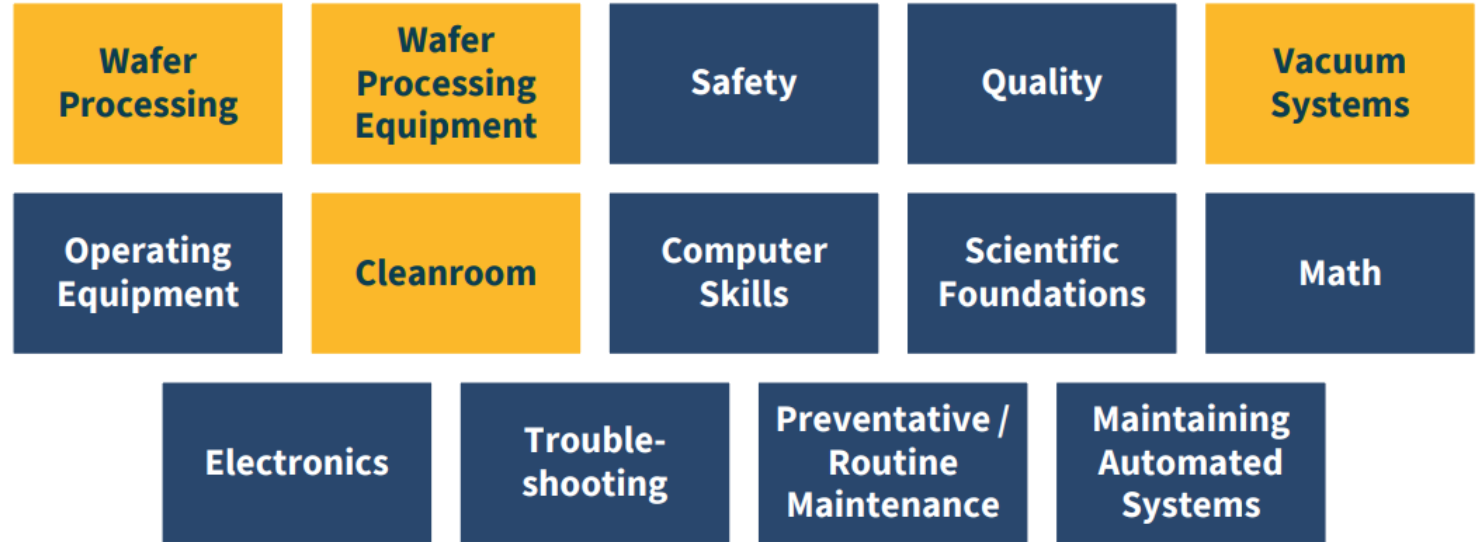 Wafer
Processing
Wafer
Processing
Equipment
Safety
Quality
Vacuum
Systems
Operating
Equipment
Cleanroom
Computer
Skills
Scientific
Foundations
Math
Electronics
Trouble-
shooting
Preventative /
Routine
Maintenance
Maintaining
Automated
Systems